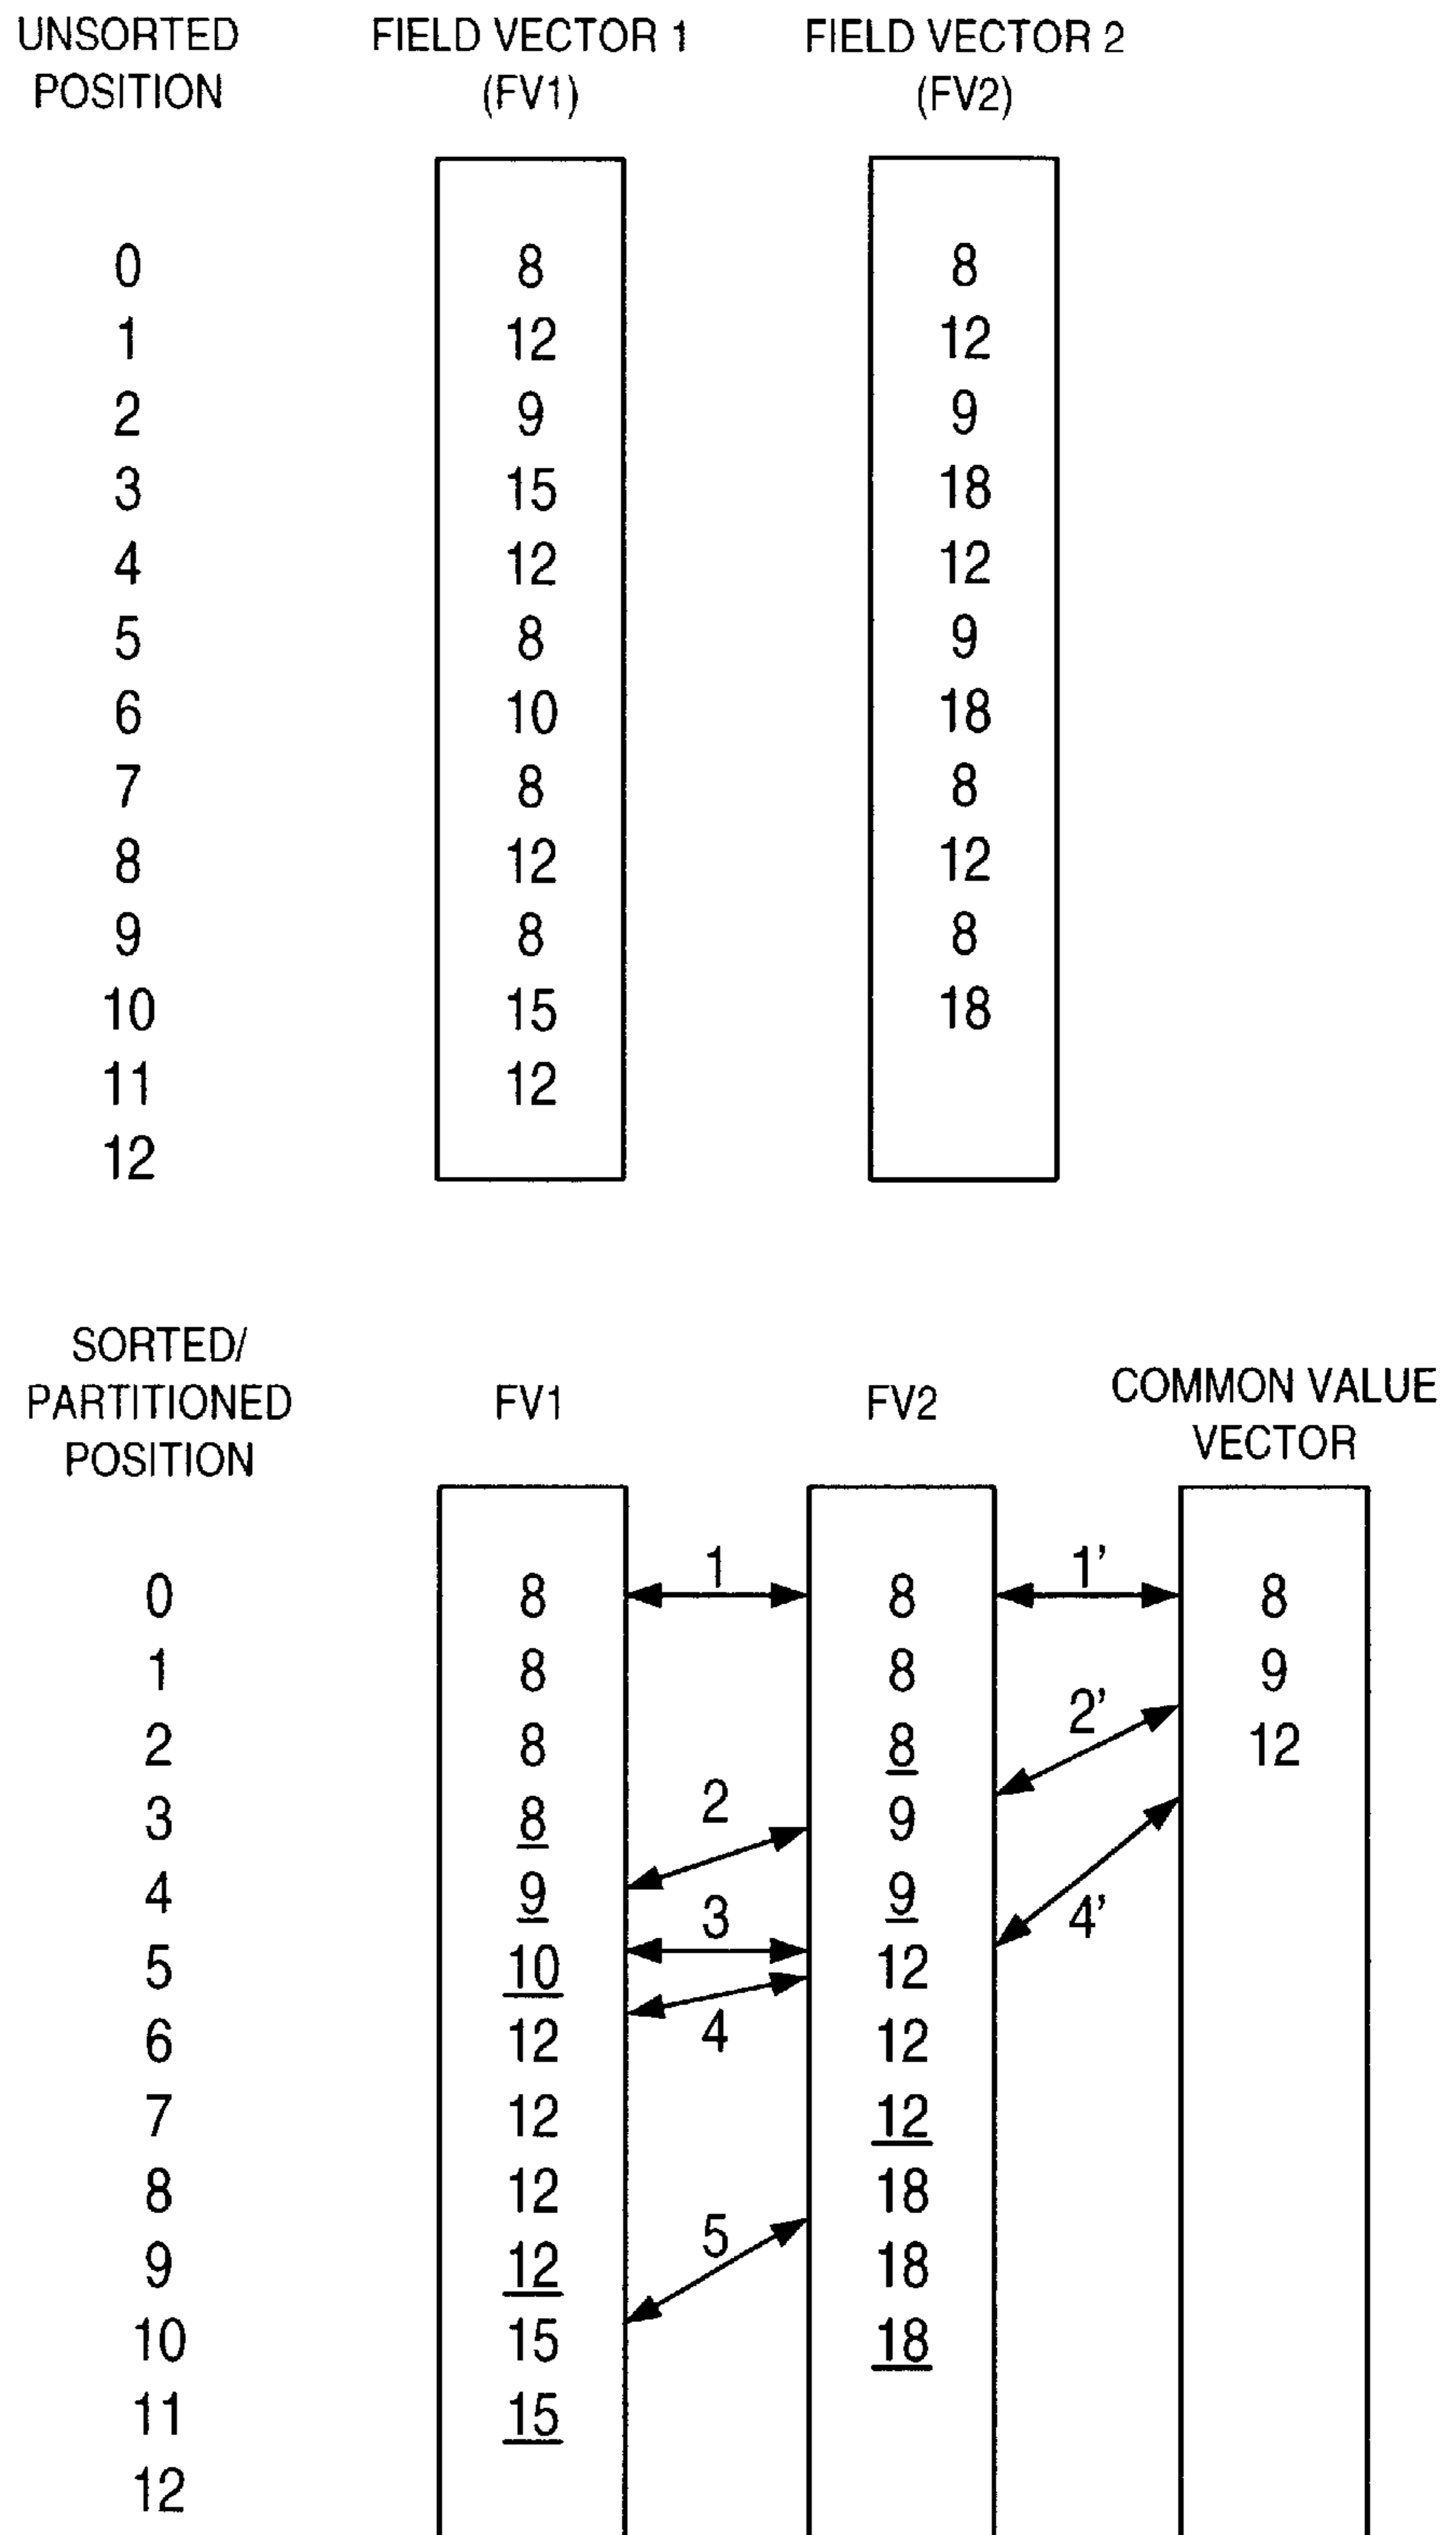 UNSORTED POSITION FIELD VECTOR 1 (FV1) FIELD VECTOR 2 (FV2)
0 8 8
1 12 12
2 9 9
3 15 18
4 12 12
5 8 9
6 10 18
7 8 8
8 12 12
9 8 8
10 15 18
11 12
12
SORTED/ PARTITIONED POSITION FV1 FV2 COMMON VALUE VECTOR
0 8 1 8 1' 8
1 8 8 9
2 8 8 2' 12
3 8 2 9
4 9 3 9 4'
5 10 12
6 12 4 12
7 12 12
8 12 18
9 12 5 18
10 15 18
11 15
12